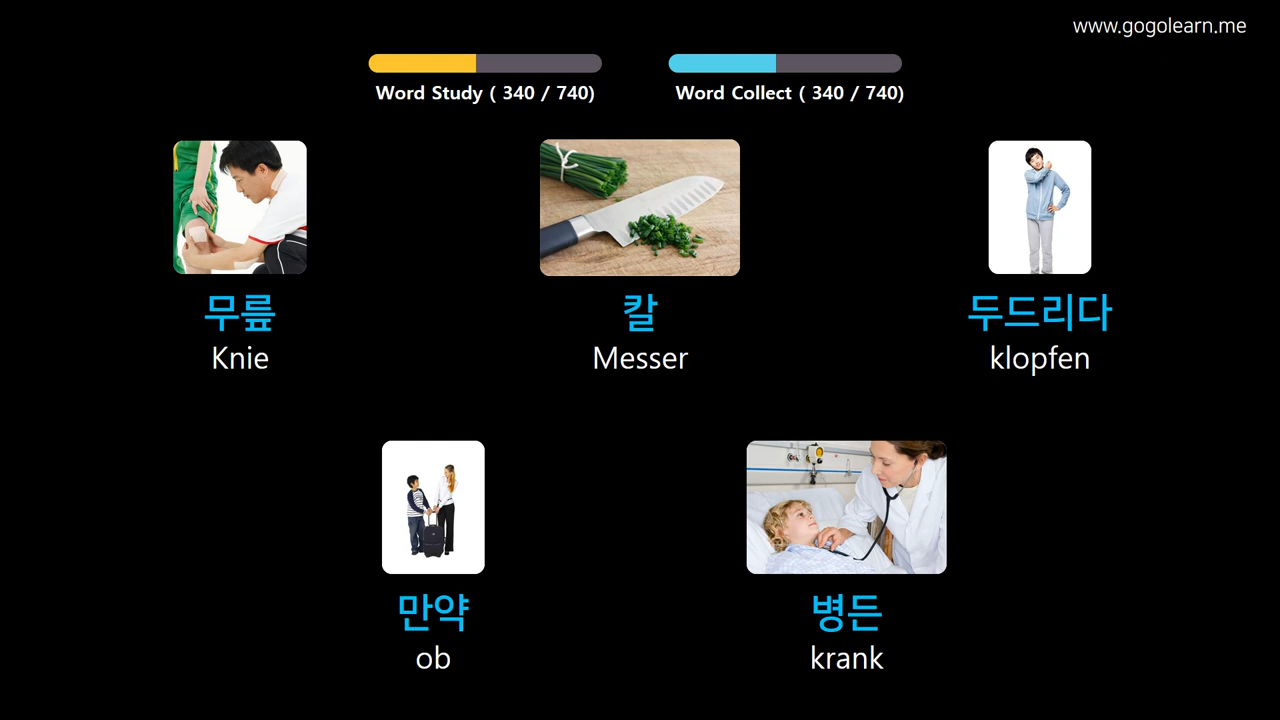 www.gogolearn.me
Word Study ( 340 / 740)
Word Collect ( 340 / 740)
무릎
Knie
칼
Messer
두드리다
klopfen
만약
ob
병든
krank